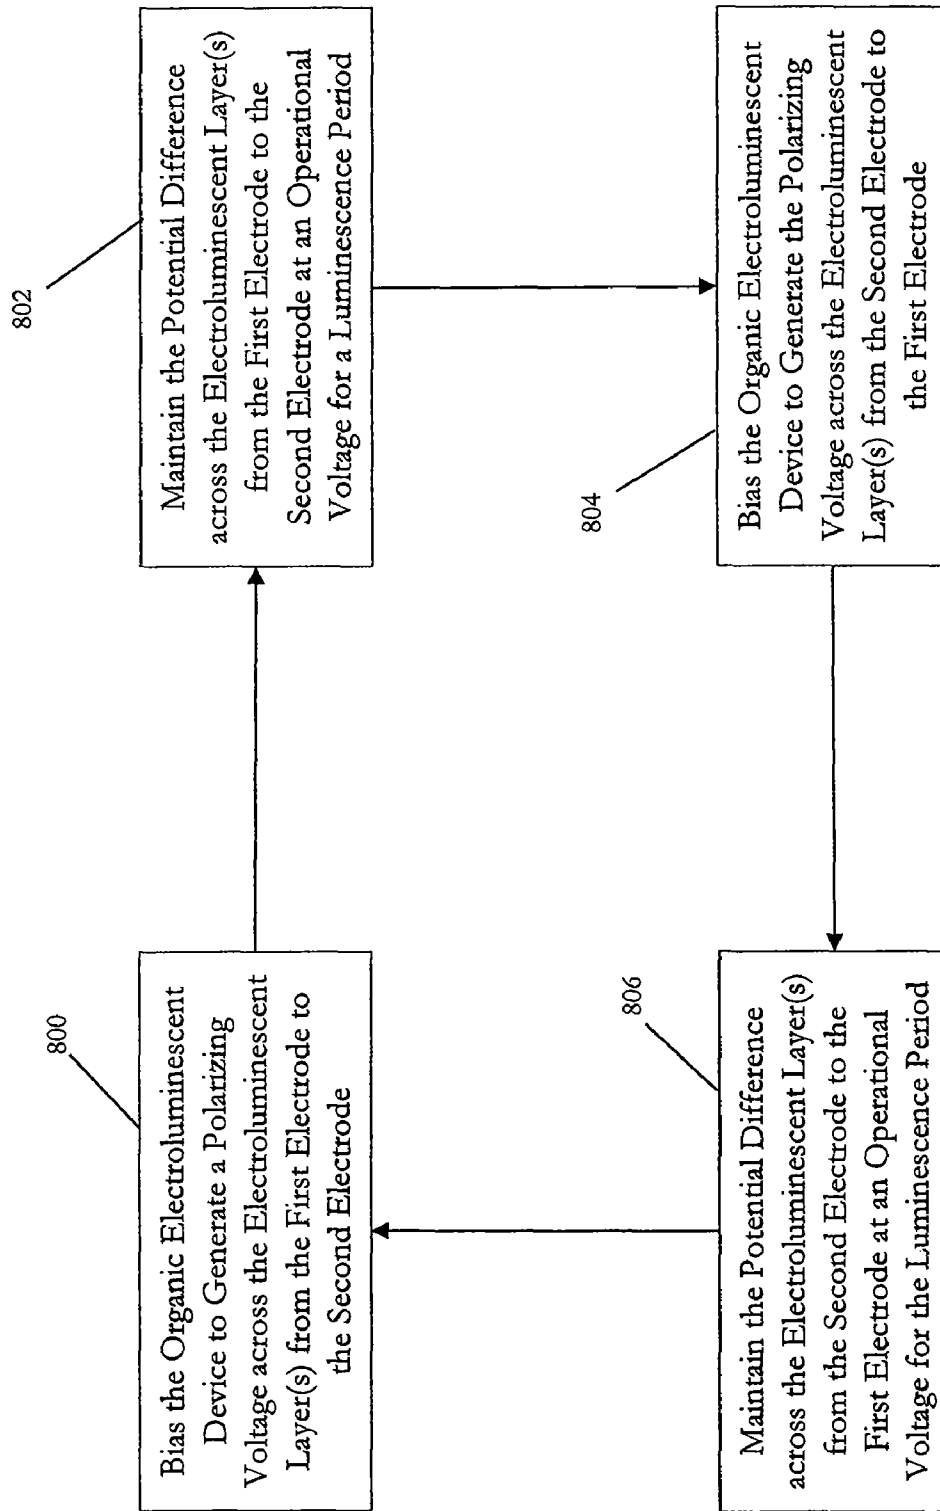 800
Bias the Organic Electroluminescent
Device to Generate a Polarizing
Voltage across the Electroluminescent
Layer(s) from the First Electrode to
the Second Electrode
802
Maintain the Potential Difference
across the Electroluminescent Layer(s)
from the First Electrode to the
Second Electrode at an Operational
Voltage for a Luminescence Period
804
Bias the Organic Electroluminescent
Device to Generate the Polarizing
Voltage across the Electroluminescent
Layer(s) from the Second Electrode to
the First Electrode
806
Maintain the Potential Difference
across the Electroluminescent Layer(s)
from the Second Electrode to the
First Electrode at an Operational
Voltage for the Luminescence Period